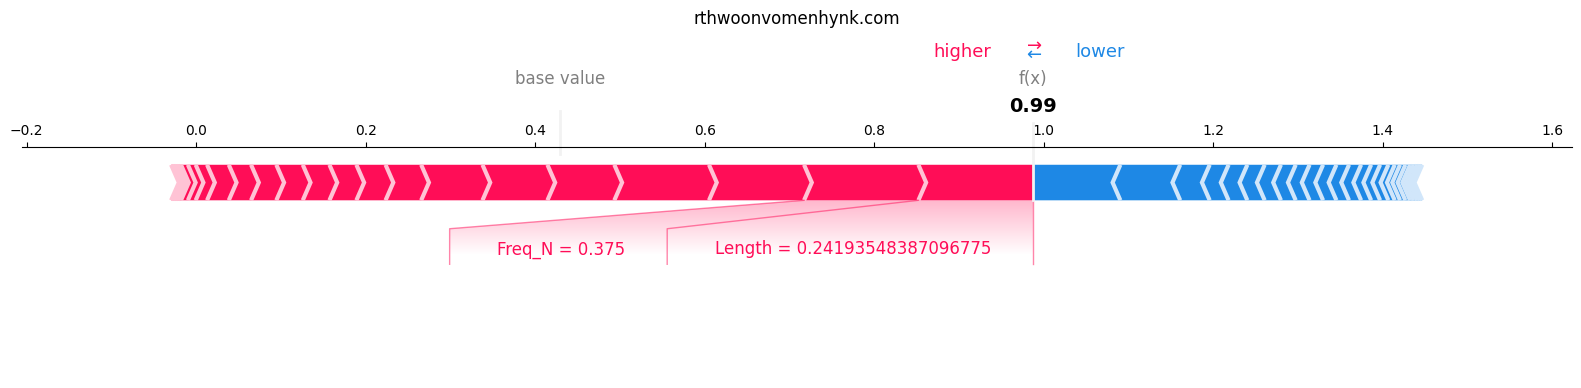 rthwoonvomenhynk.com
higher → ← lower
base value f(x)
0.99
−0.2 0.0 0.2 0.4 0.6 0.8 1.0 1.2 1.4 1.6
Freq_N = 0.375 Length = 0.24193548387096775